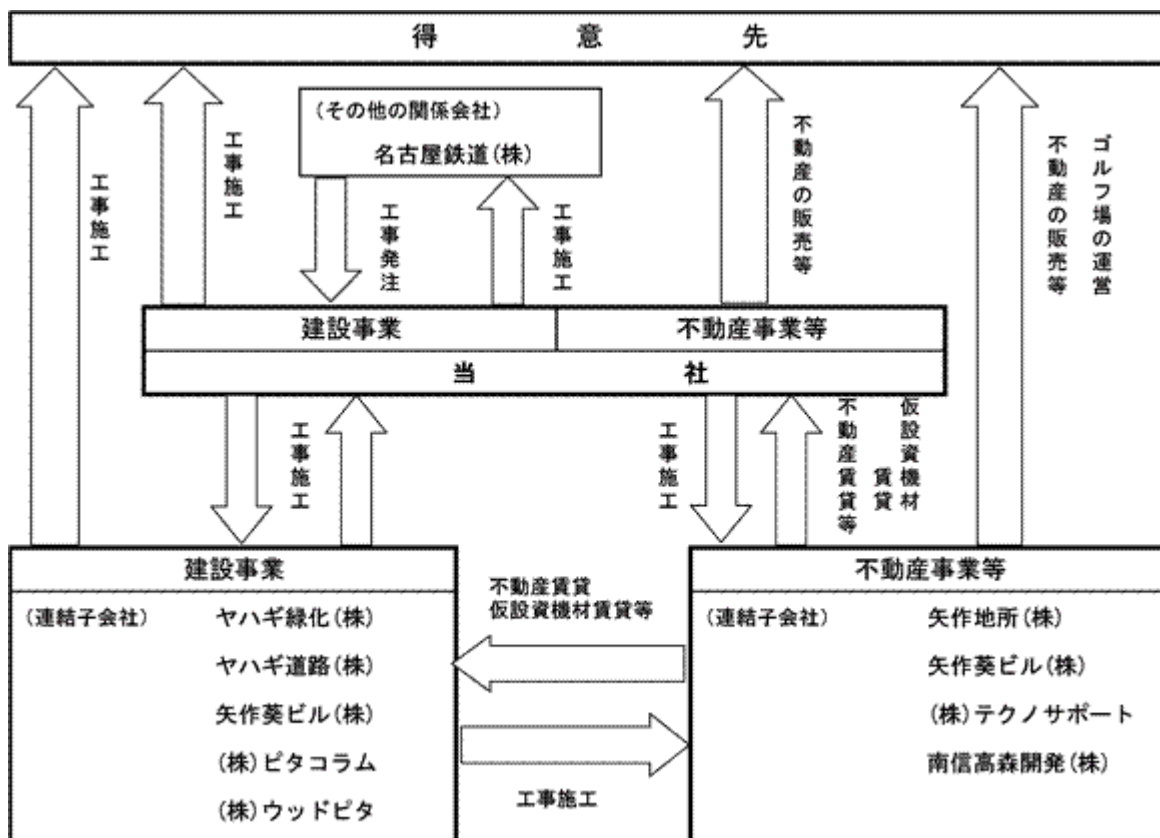 得意先
(その他の関係会社)
名古屋鉄道(株)
工事施工
工事施工
工事発注
工事施工
不動産の販売等
ゴルフ場の運営
不動産の販売等
建設事業
不動産事業等
当社
工事施工
工事施工
仮設資機材
賃貸
不動産賃貸等
建設事業
(連結子会社)
ヤハギ緑化(株)
ヤハギ道路(株)
矢作葵ビル(株)
(株)ピタコラム
(株)ウッドピタ
不動産賃貸
仮設資機材賃貸等
工事施工
不動産事業等
(連結子会社)
矢作地所(株)
矢作葵ビル(株)
(株)テクノサポート
南信高森開発(株)